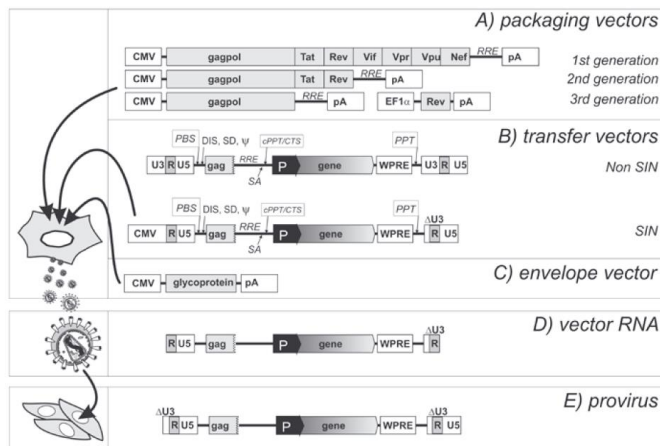 A) packaging vectors
CMV gagpol Tat Rev Vif Vpr Vpu Nef RRE pA 1st generation
CMV gagpol Tat Rev RRE pA 2nd generation
CMV gagpol RRE pA EF1α Rev pA 3rd generation
B) transfer vectors
PBS DIS, SD, ψ cPPT/CTS PPT
U3 R U5 gag RRE P gene WPRE U3 R U5 Non SIN
SA
PBS DIS, SD, ψ cPPT/CTS PPT ΔU3
CMV R U5 gag RRE P gene WPRE R U5 SIN
SA
C) envelope vector
CMV glycoprotein pA
D) vector RNA
ΔU3
R U5 gag P gene WPRE R
E) provirus
ΔU3 ΔU3
R U5 gag P gene WPRE R U5